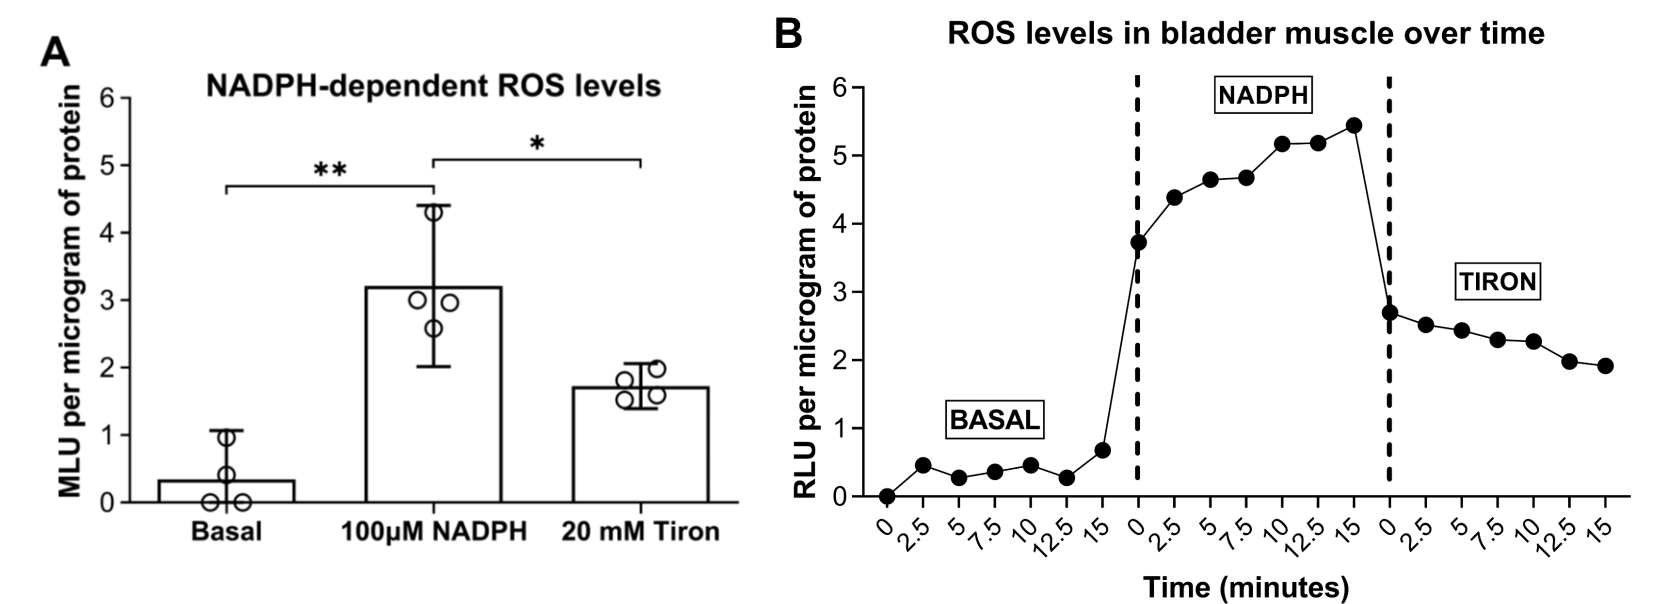 A
NADPH-dependent ROS levels
MLU per microgram of protein
6
5
4
3
2
1
0
**
*
Basal
100µM NADPH
20 mM Tiron
B
ROS levels in bladder muscle over time
RLU per microgram of protein
6
5
4
3
2
1
0
NADPH
TIRON
BASAL
0 2.5 5 7.5 10 12.5 15 0 2.5 5 7.5 10 12.5 15 0 2.5 5 7.5 10 12.5 15
Time (minutes)